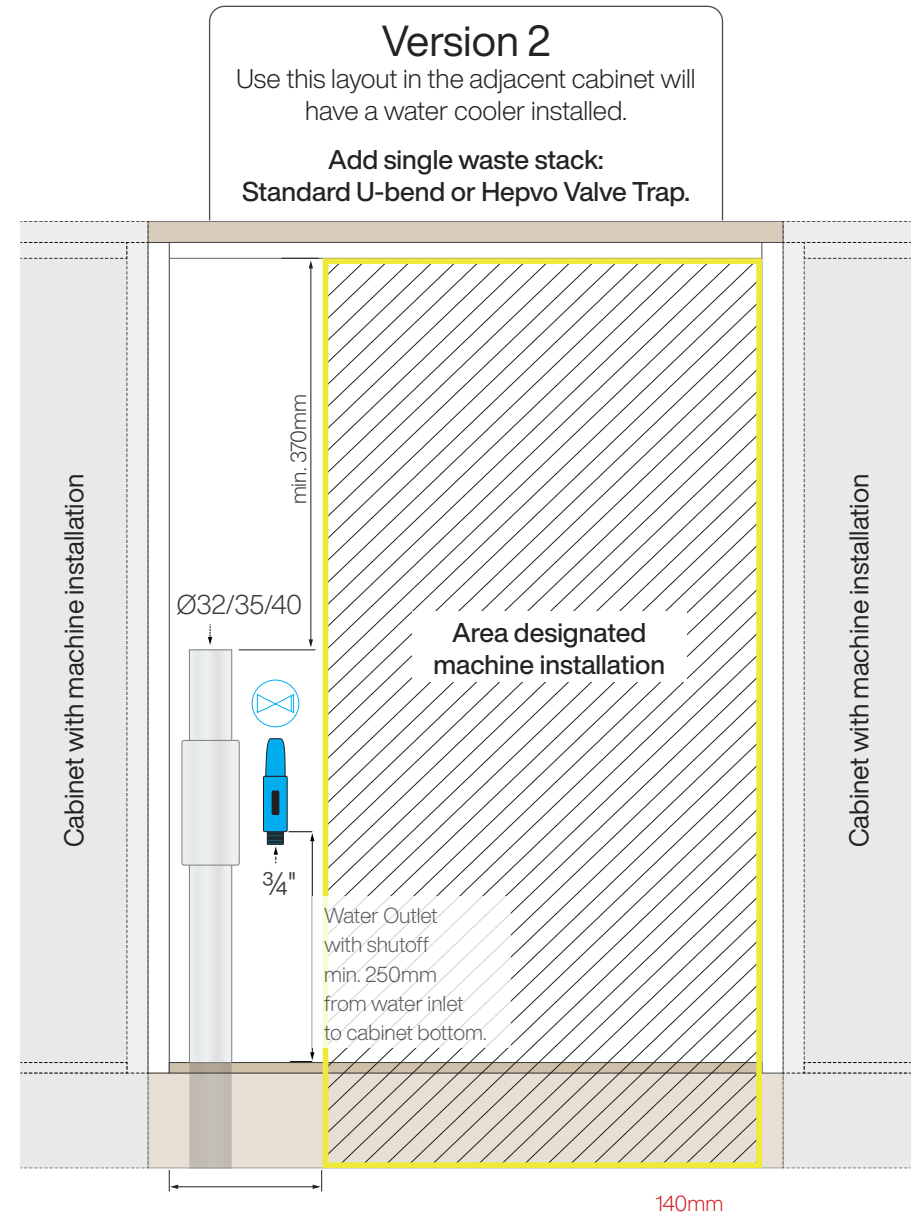 Version 2
Use this layout in the adjacent cabinet will
have a water cooler installed.
Add single waste stack:
Standard U-bend or Hepvo Valve Trap.
min. 370mm
Cabinet with machine installation
Ø32/35/40
Area designated
machine installation
Cabinet with machine installation
¾"
Water Outlet
with shutoff
min. 250mm
from water inlet
to cabinet bottom.
140mm